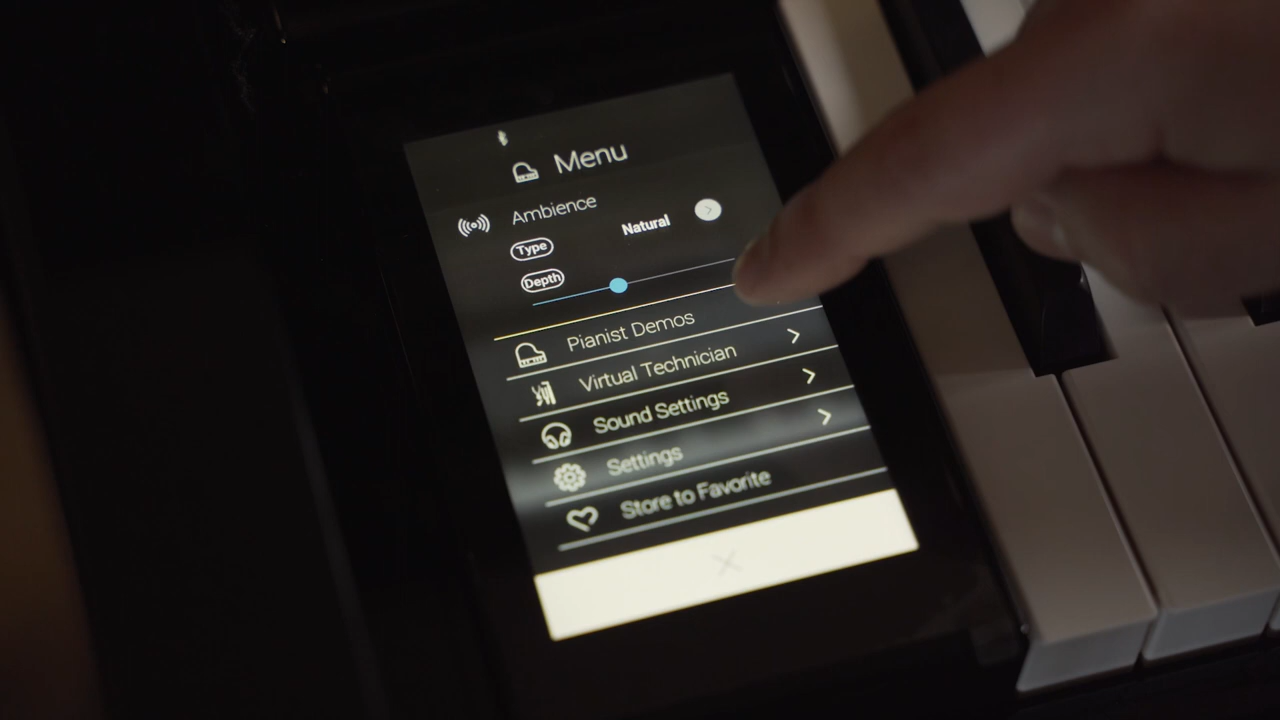 Menu
Ambience
Type
Natural
Depth
Pianist Demos
Virtual Technician
Sound Settings
Settings
Store to Favorite